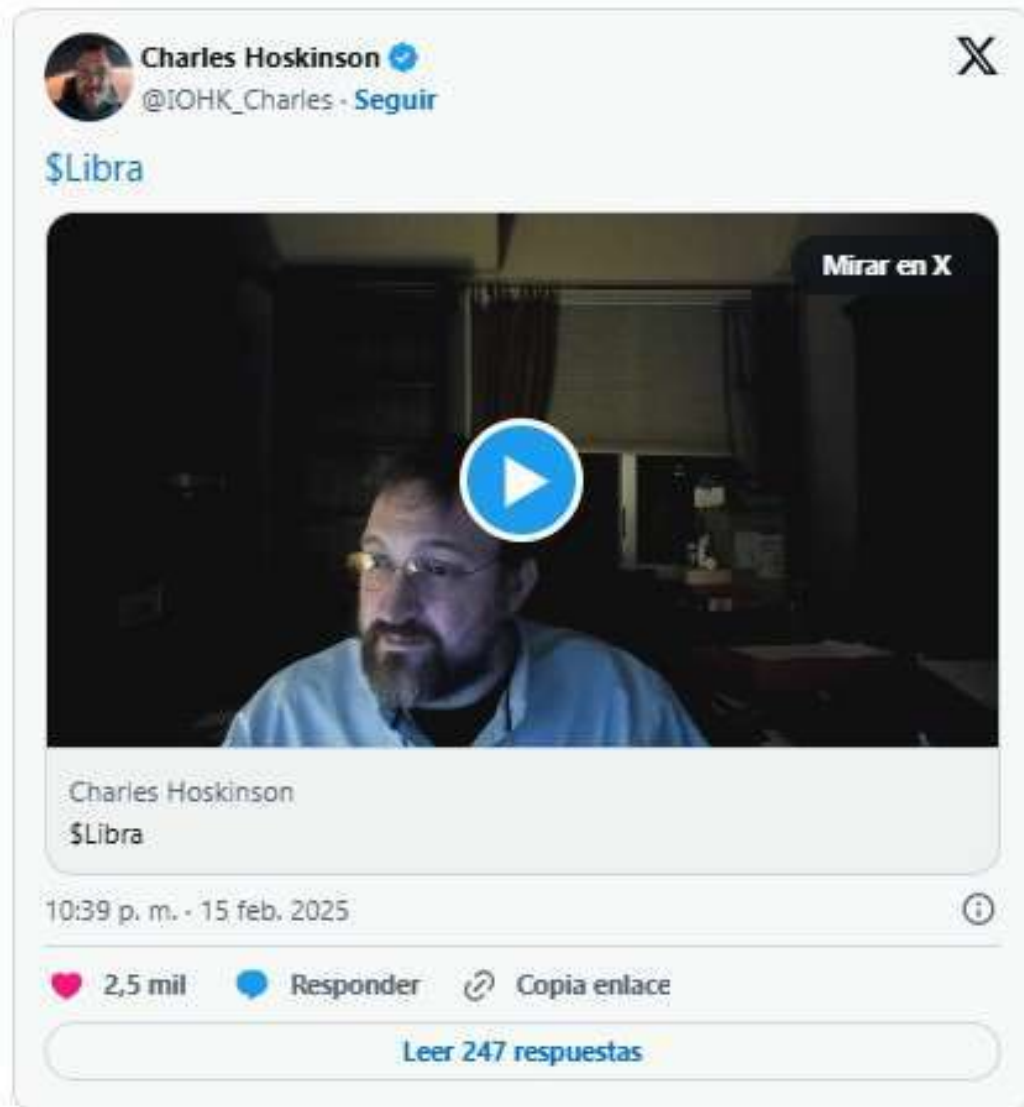 Charles Hoskinson
@IOHK_Charles · Seguir
$Libra
Mirar en X
Charles Hoskinson
$Libra
10:39 p. m. · 15 feb. 2025
2,5 mil Responder Copia enlace
Leer 247 respuestas